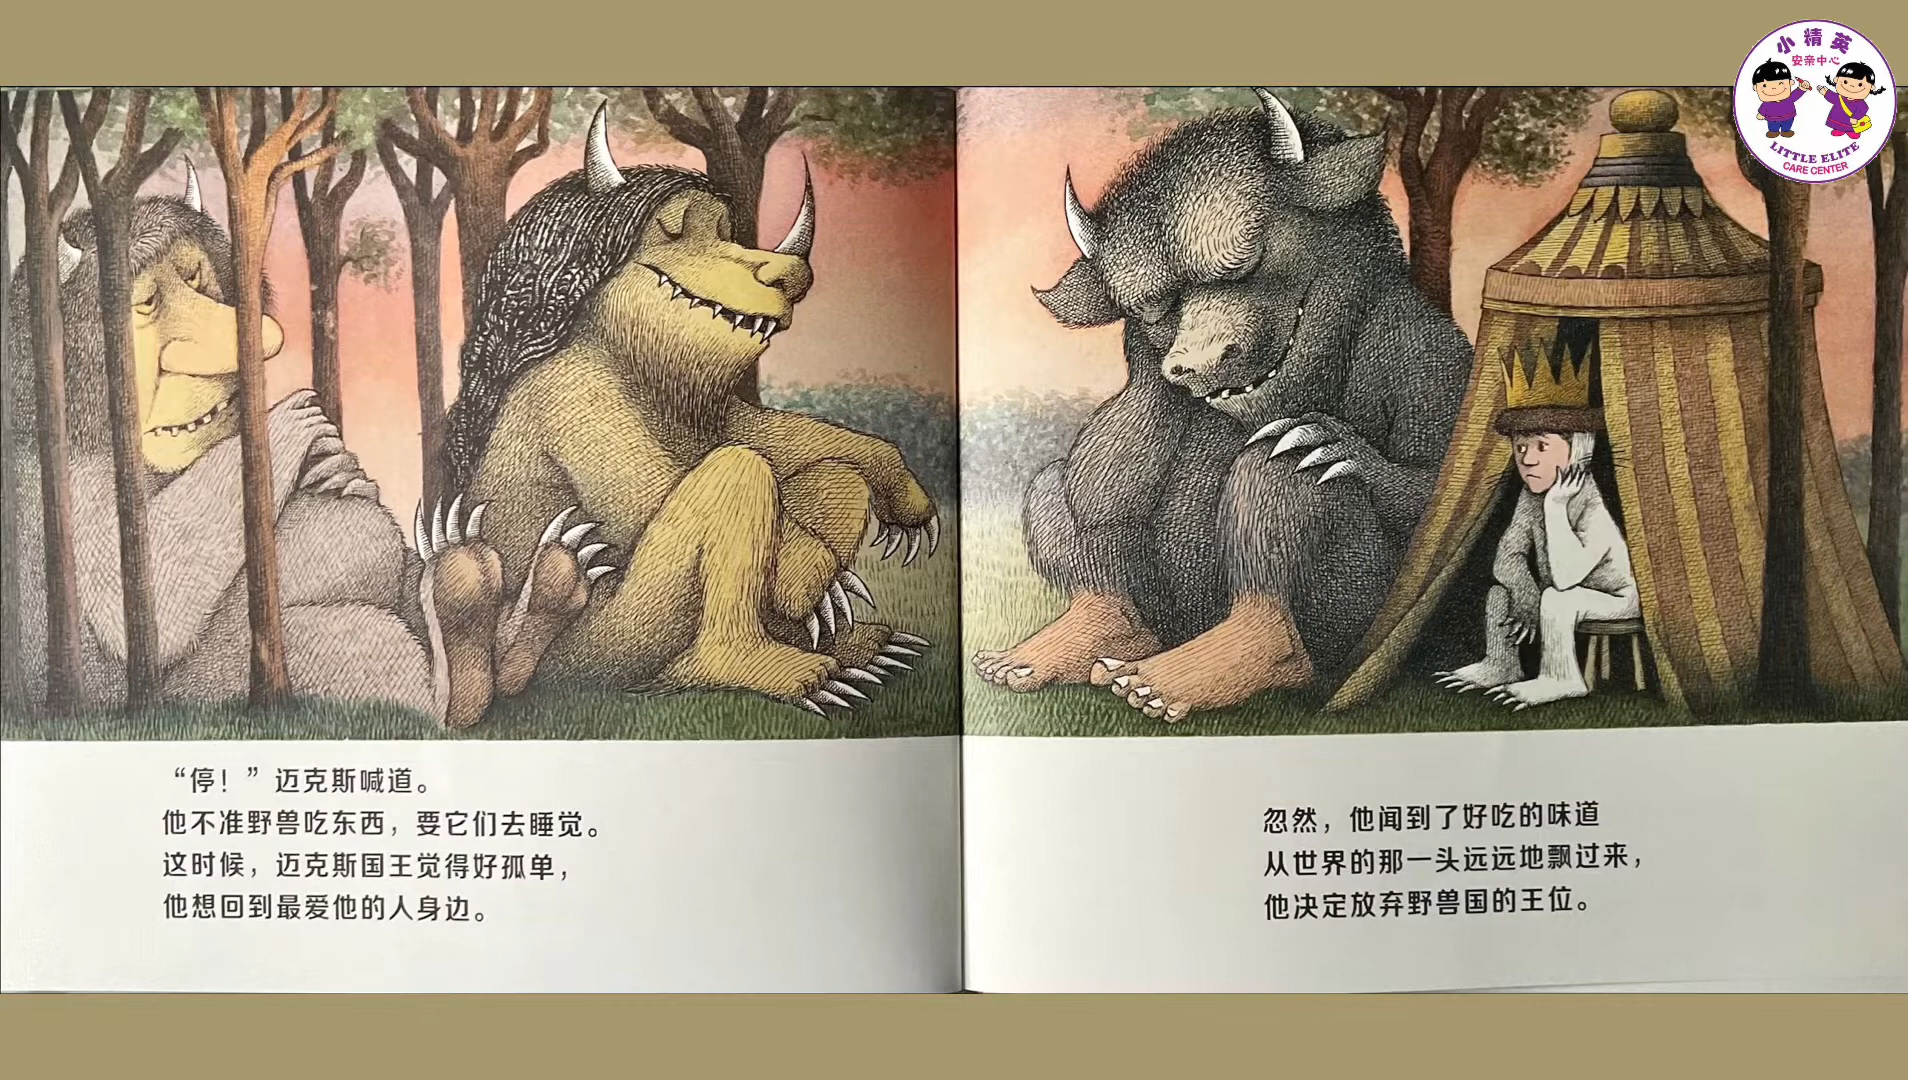 小精英
安亲中心
LITTLE ELITE
CARE CENTER
“停！”迈克斯喊道。
他不准野兽吃东西，要它们去睡觉。
这时候，迈克斯国王觉得好孤单，
他想回到最爱他的人身边。
忽然，他闻到了好吃的味道
从世界的那一头远远地飘过来，
他决定放弃野兽国的王位。